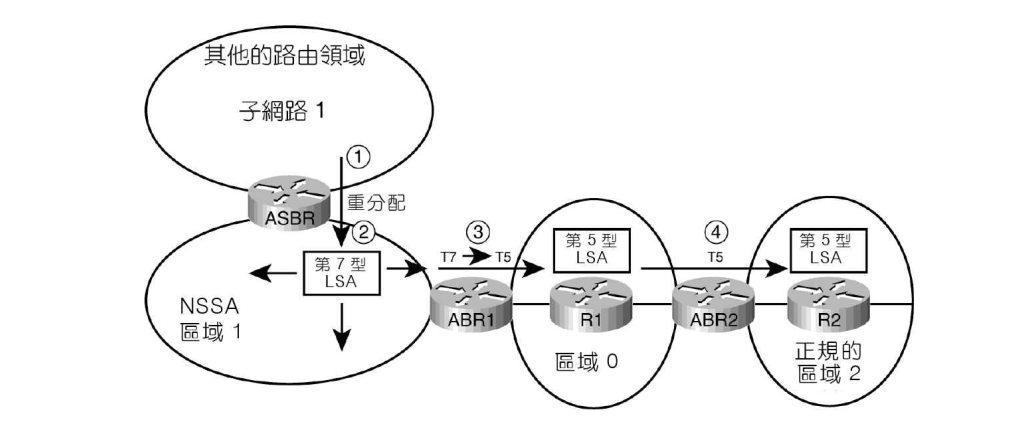 其他的路由領域
子網路 1
①
ASBR
重分配
②
第 7 型
LSA
NSSA
區域 1
③
T7
T5
ABR1
第 5 型
LSA
R1
區域 0
④
T5
ABR2
第 5 型
LSA
R2
正規的
區域 2